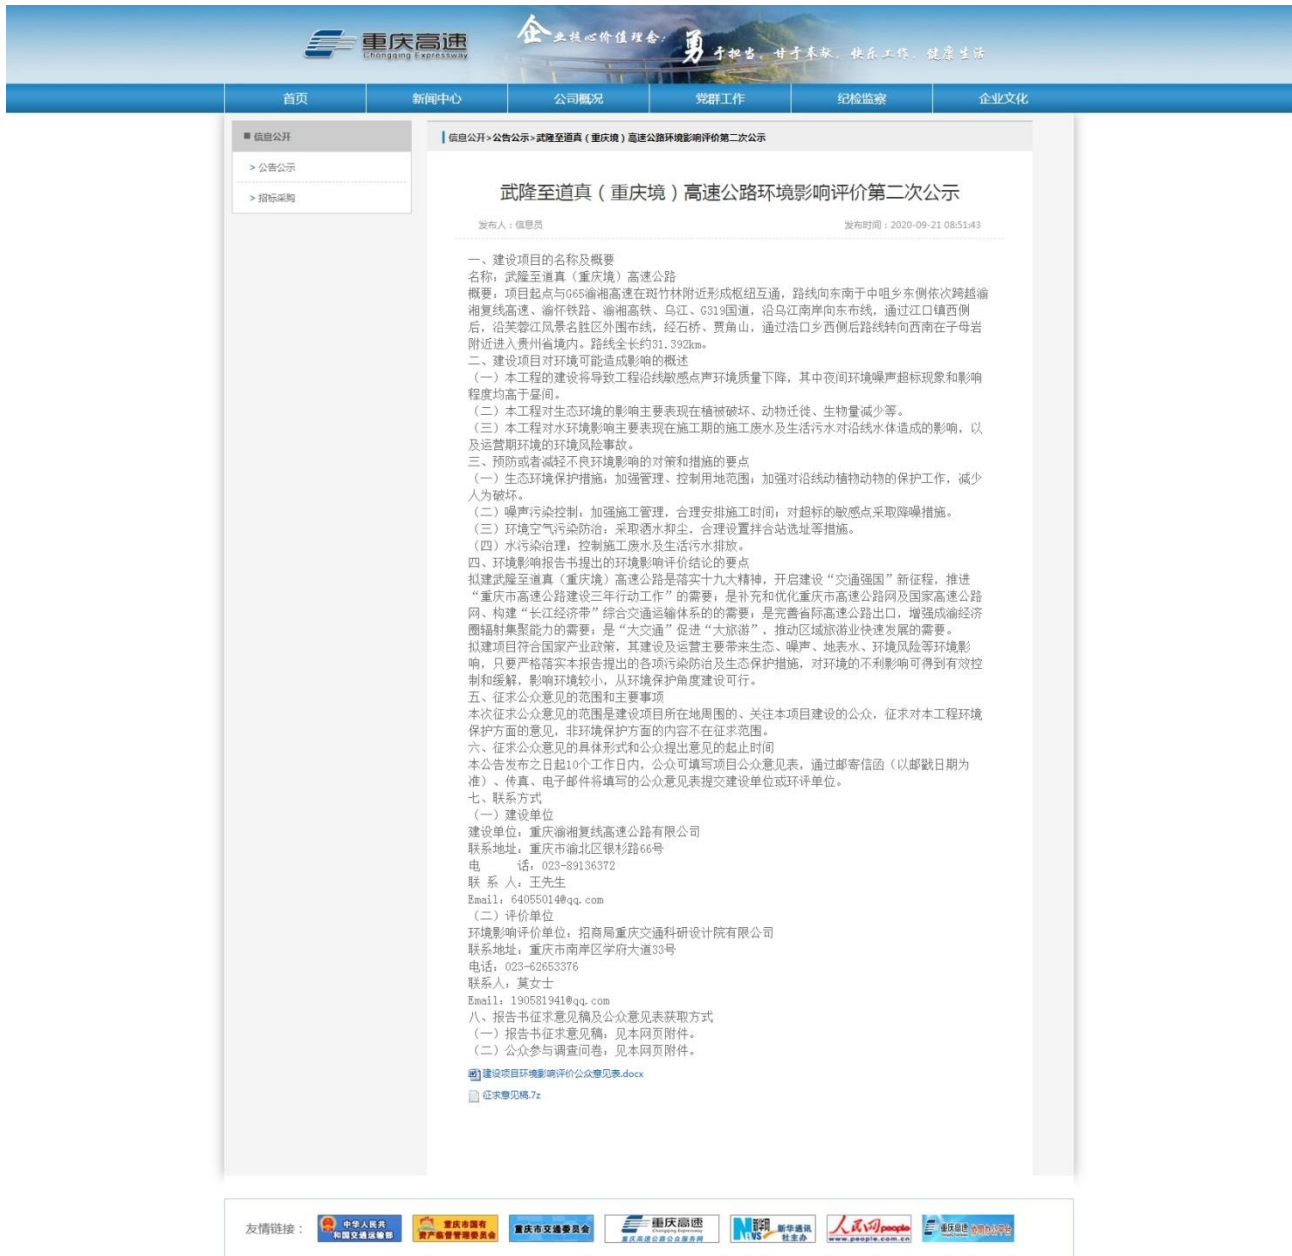 重庆高速
Chongqing Expressway
企业核心价值理念：
勇于担当、甘于奉献、快乐工作、健康生活
首页 新闻中心 公司概况 党群工作 纪检监察 企业文化
信息公开
> 公告公示
> 招标采购
信息公开>公告公示>武隆至道真（重庆境）高速公路环境影响评价第二次公示
武隆至道真（重庆境）高速公路环境影响评价第二次公示
发布人：信息员 发布时间：2020-09-21 08:51:43
一、建设项目的名称及概要
名称：武隆至道真（重庆境）高速公路
概要：项目起点与G65渝湘高速在斑竹林附近形成枢纽互通，路线向东南于中咀乡东侧依次跨越渝
湘复线高速、渝怀铁路、渝湘高铁、乌江、G319国道，沿乌江南岸向东布线，通过江口镇西侧
后，沿芙蓉江风景名胜区外围布线，经石桥、贾角山，通过浩口乡西侧后路线转向西南在子母岩
附近进入贵州省境内。路线全长约31.392km。
二、建设项目对环境可能造成影响的概述
（一）本工程的建设将导致工程沿线敏感点声环境质量下降，其中夜间环境噪声超标现象和影响
程度均高于昼间。
（二）本工程对生态环境的影响主要表现在植被破坏、动物迁徙、生物量减少等。
（三）本工程对水环境影响主要表现在施工期的施工废水及生活污水对沿线水体造成的影响，以
及运营期环境的环境风险事故。
三、预防或者减轻不良环境影响的对策和措施的要点
（一）生态环境保护措施：加强管理、控制用地范围；加强对沿线动植物动物的保护工作，减少
人为破坏。
（二）噪声污染控制：加强施工管理，合理安排施工时间；对超标的敏感点采取降噪措施。
（三）环境空气污染防治：采取洒水抑尘，合理设置拌合站选址等措施。
（四）水污染治理：控制施工废水及生活污水排放。
四、环境影响报告书提出的环境影响评价结论的要点
拟建武隆至道真（重庆境）高速公路是落实十九大精神，开启建设“交通强国”新征程，推进
“重庆市高速公路建设三年行动工作”的需要；是补充和优化重庆市高速公路网及国家高速公路
网、构建“长江经济带”综合交通运输体系的的需要；是完善省际高速公路出口，增强成渝经济
圈辐射集聚能力的需要；是“大交通”促进“大旅游”，推动区域旅游业快速发展的需要。
拟建项目符合国家产业政策，其建设及运营主要带来生态、噪声、地表水、环境风险等环境影
响，只要严格落实本报告提出的各项污染防治及生态保护措施，对环境的不利影响可得到有效控
制和缓解，影响环境较小，从环境保护角度建设可行。
五、征求公众意见的范围和主要事项
本次征求公众意见的范围是建设项目所在地周围的、关注本项目建设的公众，征求对本工程环境
保护方面的意见，非环境保护方面的内容不在征求范围。
六、征求公众意见的具体形式和公众提出意见的起止时间
本公告发布之日起10个工作日内，公众可填写项目公众意见表，通过邮寄信函（以邮戳日期为
准）、传真、电子邮件将填写的公众意见表提交建设单位或环评单位。
七、联系方式
（一）建设单位
建设单位：重庆渝湘复线高速公路有限公司
联系地址：重庆市渝北区银杉路66号
电　　　话：023-89136372
联 系 人：王先生
Email：64055014@qq.com
（二）评价单位
环境影响评价单位：招商局重庆交通科研设计院有限公司
联系地址：重庆市南岸区学府大道33号
电话：023-62653376
联系人：莫女士
Email：190581941@qq.com
八、报告书征求意见稿及公众意见表获取方式
（一）报告书征求意见稿：见本网页附件。
（二）公众参与调查问卷：见本网页附件。
建设项目环境影响评价公众意见表.docx
征求意见稿.7z
友情链接：
中华人民共
和国交通运输部
重庆市国有
资产监督管理委员会
重庆市交通委员会
重庆高速
Chongqing Expressway
重庆高速公路公众服务网
新网
NEWS
新华通讯
社主办
人民网people
www.people.com.cn
重庆高速